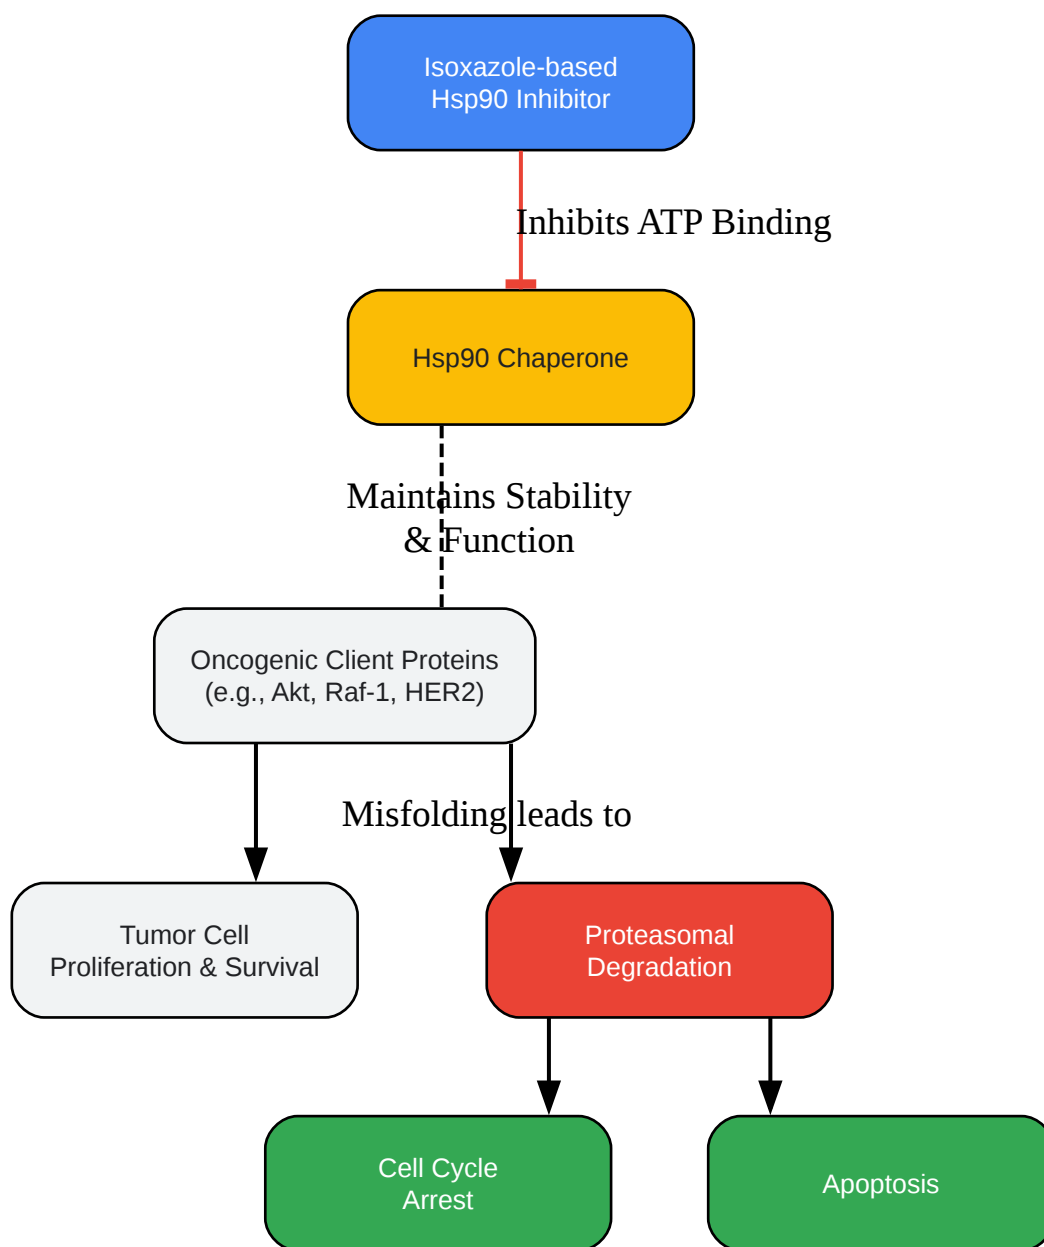 Isoxazole-based
Hsp90 Inhibitor
Inhibits ATP Binding
Hsp90 Chaperone
Maintains Stability
& Function
Oncogenic Client Proteins
(e.g., Akt, Raf-1, HER2)
Misfolding leads to
Tumor Cell
Proliferation & Survival
Proteasomal
Degradation
Cell Cycle
Arrest
Apoptosis